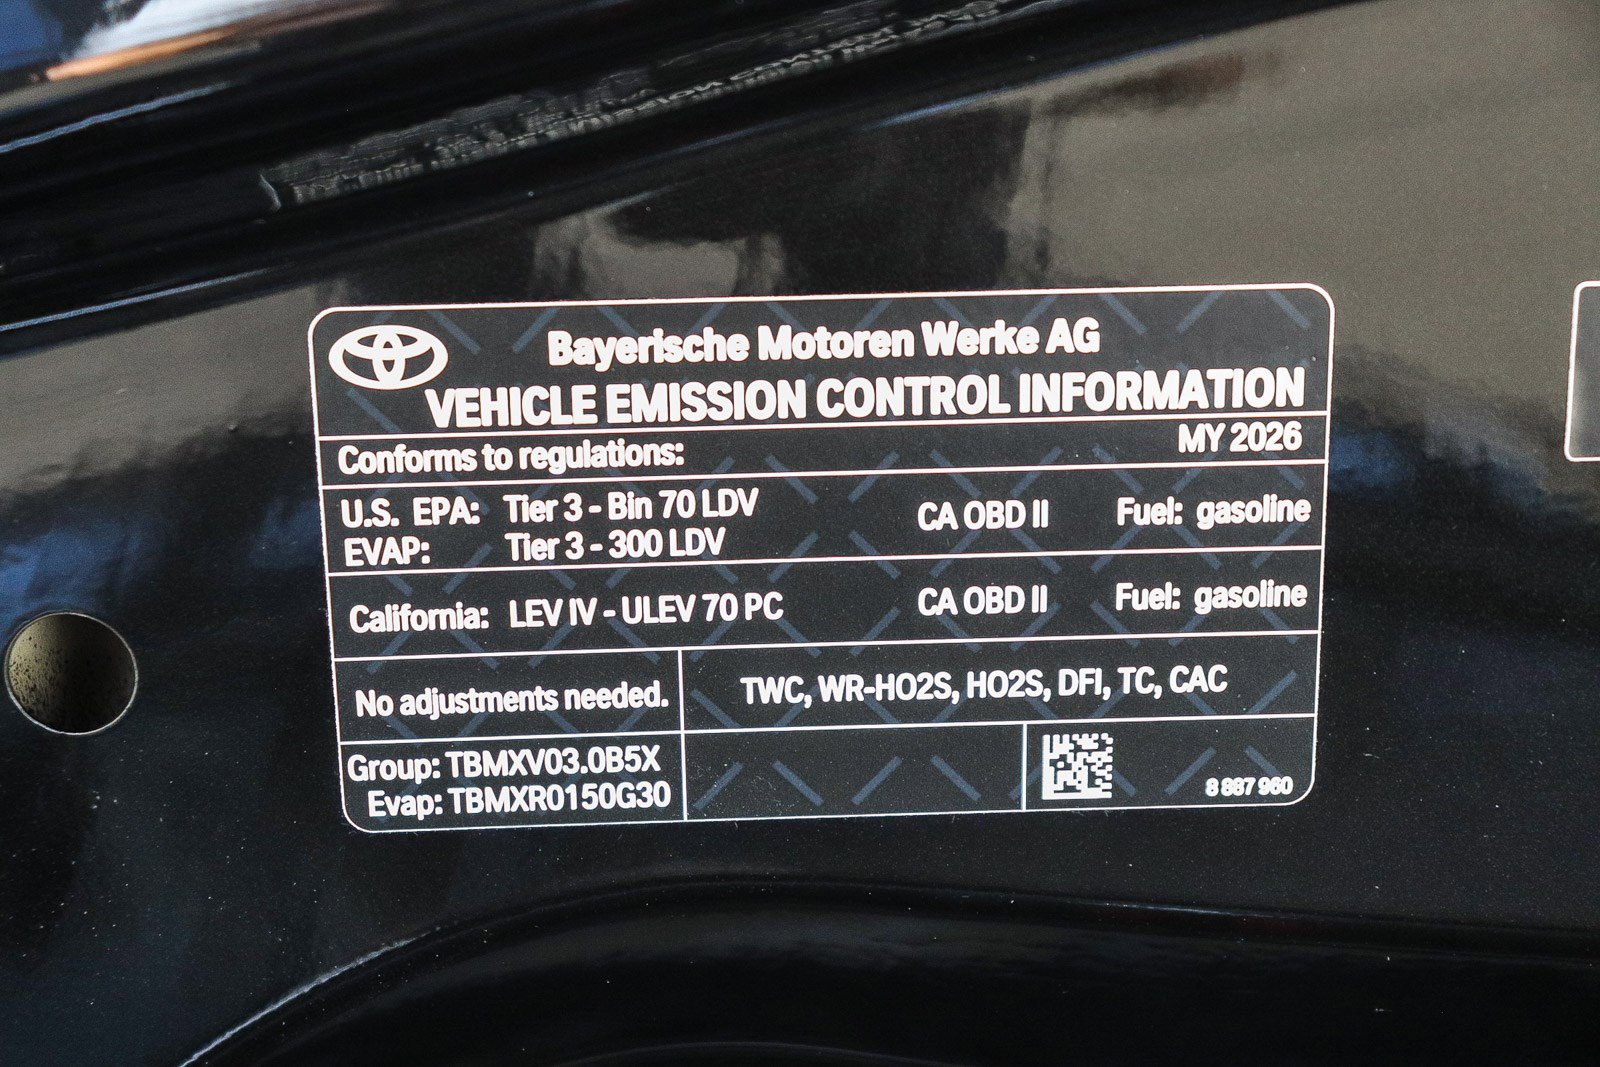 Bayerische Motoren Werke AG
VEHICLE EMISSION CONTROL INFORMATION
Conforms to regulations: MY 2026
U.S. EPA: Tier 3 - Bin 70 LDV CA OBD II Fuel: gasoline
EVAP: Tier 3 - 300 LDV
California: LEV IV - ULEV 70 PC CA OBD II Fuel: gasoline
No adjustments needed. TWC, WR-HO2S, HO2S, DFI, TC, CAC
Group: TBMXV03.0B5X
Evap: TBMXR0150G30
8 887 960